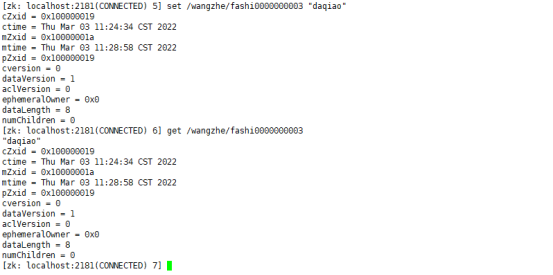 [zk: localhost:2181(CONNECTED) 5] set /wangzhe/fashi0000000003 "daqiao"
cZxid = 0x100000019
ctime = Thu Mar 03 11:24:34 CST 2022
mZxid = 0x10000001a
mtime = Thu Mar 03 11:28:58 CST 2022
pZxid = 0x100000019
cversion = 0
dataVersion = 1
aclVersion = 0
ephemeralOwner = 0x0
dataLength = 8
numChildren = 0
[zk: localhost:2181(CONNECTED) 6] get /wangzhe/fashi0000000003
"daqiao"
cZxid = 0x100000019
ctime = Thu Mar 03 11:24:34 CST 2022
mZxid = 0x10000001a
mtime = Thu Mar 03 11:28:58 CST 2022
pZxid = 0x100000019
cversion = 0
dataVersion = 1
aclVersion = 0
ephemeralOwner = 0x0
dataLength = 8
numChildren = 0
[zk: localhost:2181(CONNECTED) 7]